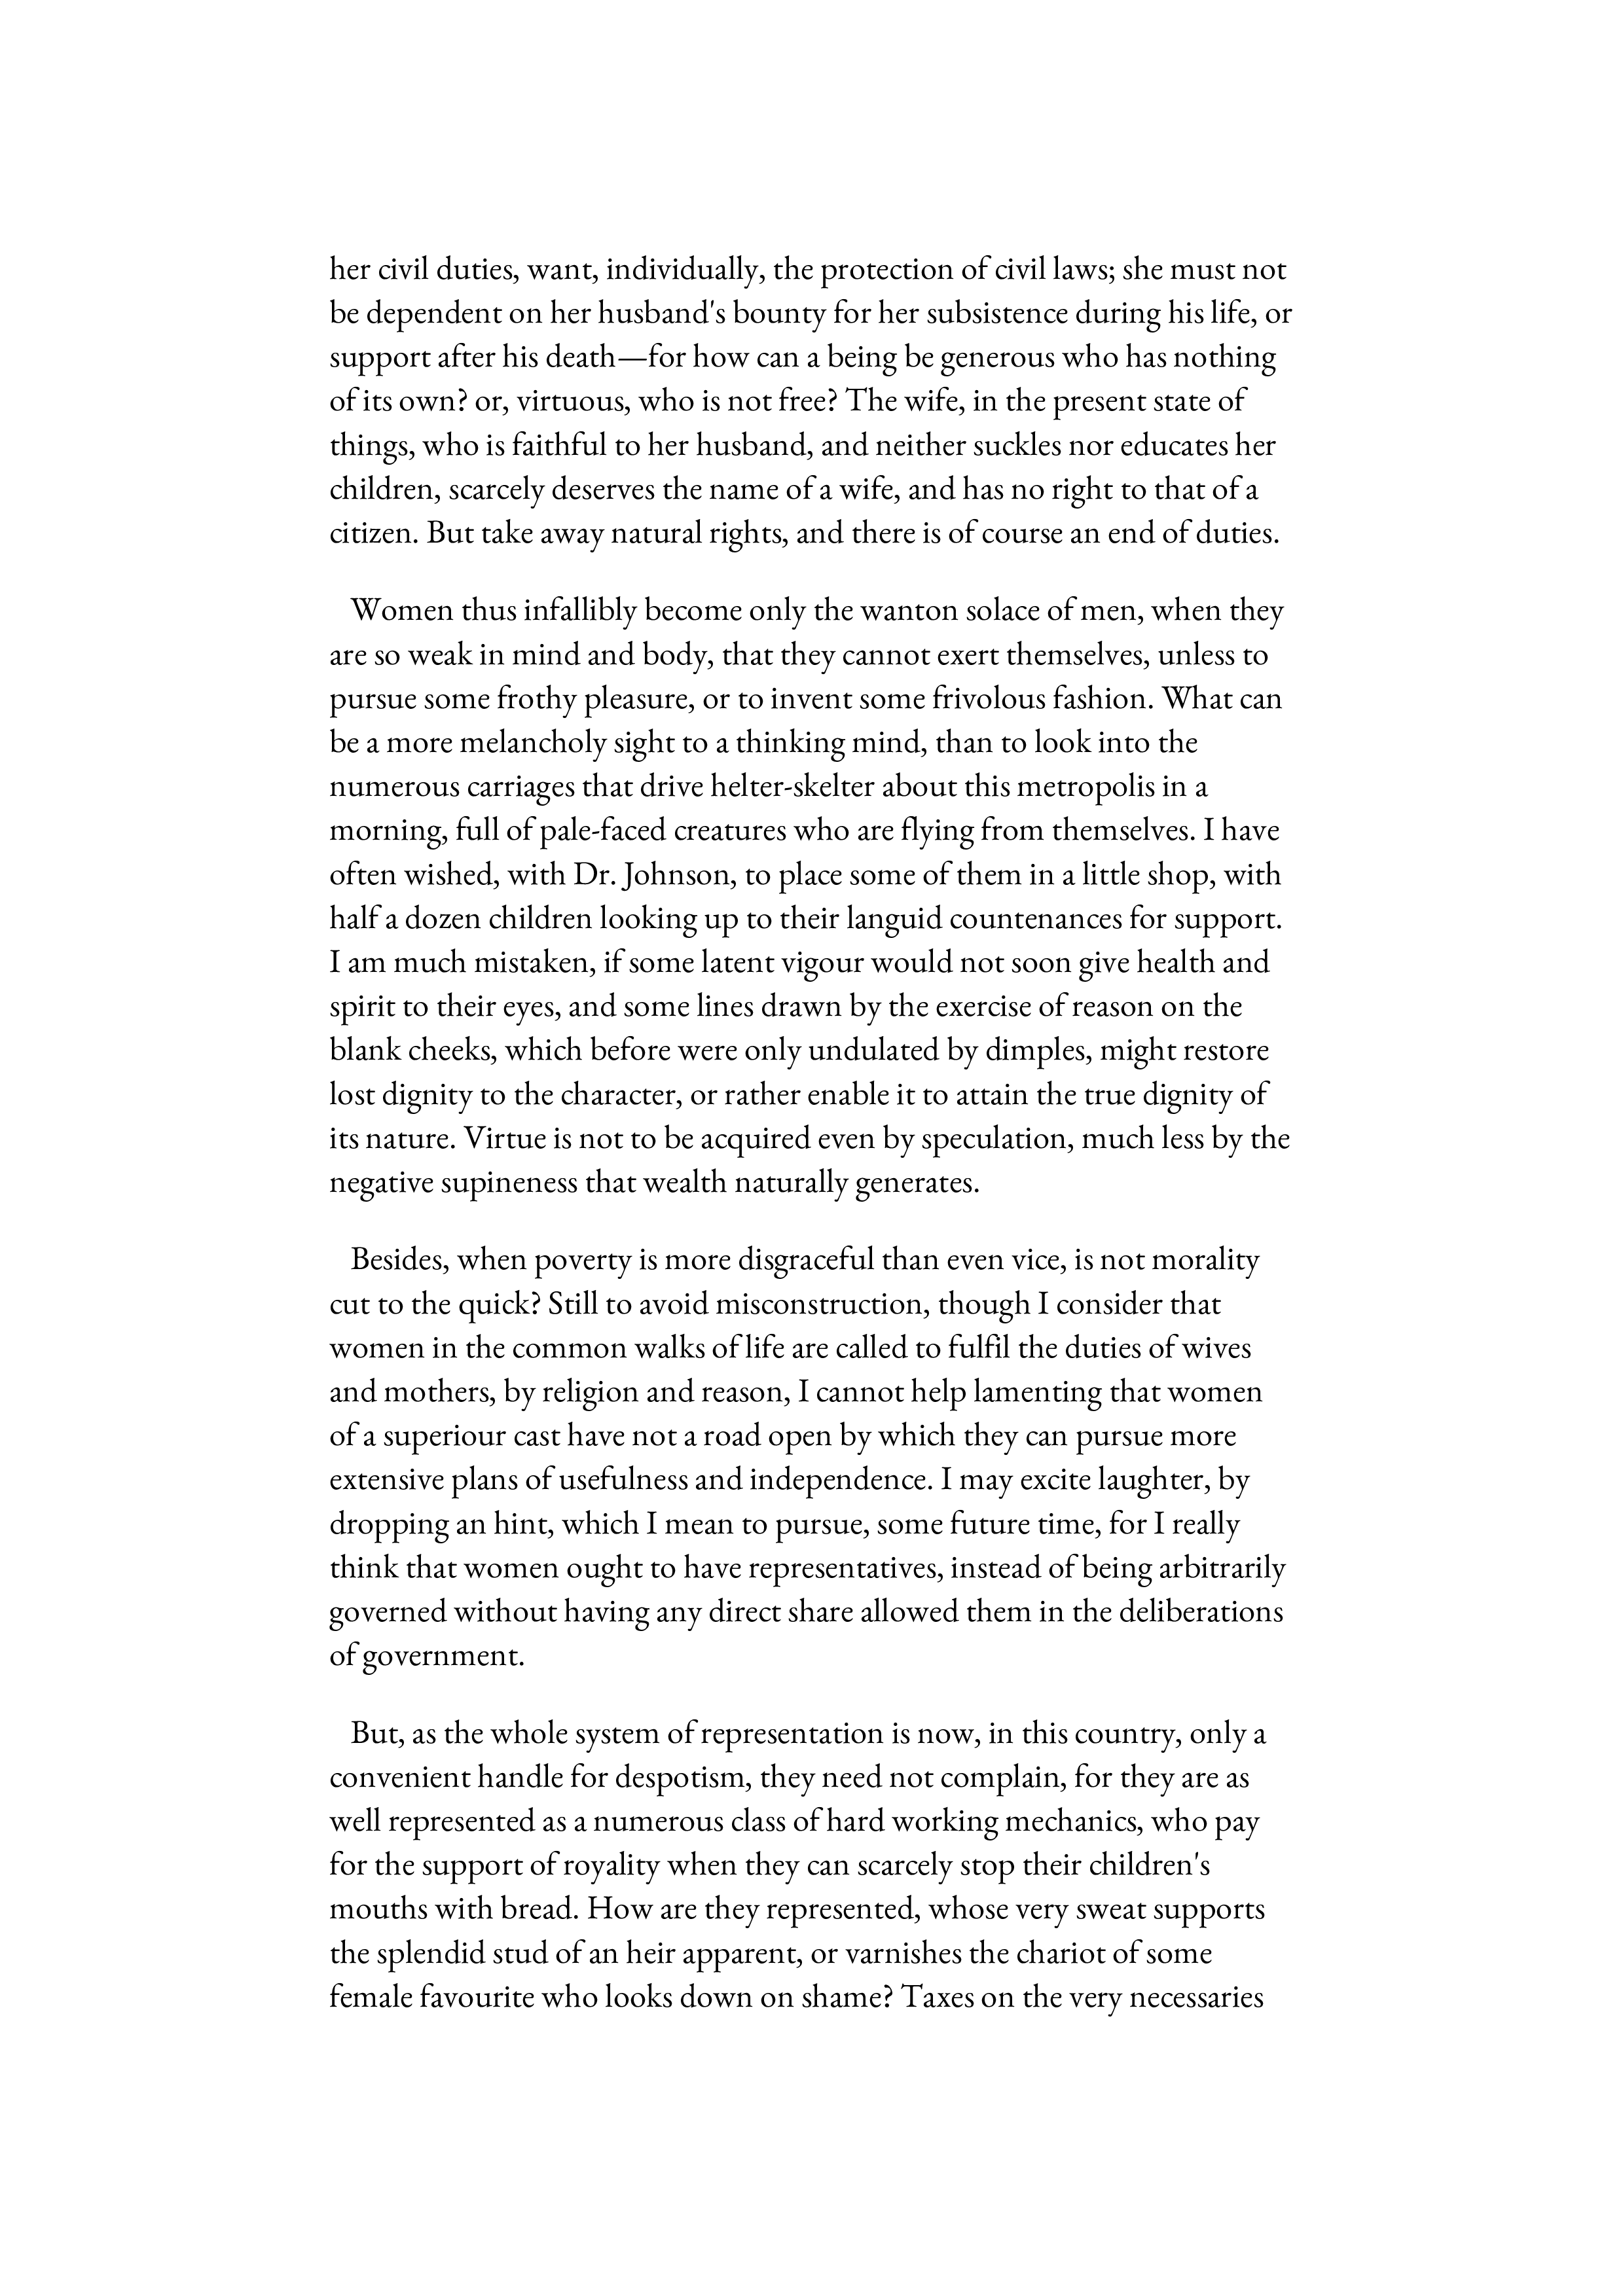 her civil duties, want, individually, the protection of civil laws; she must not
be dependent on her husband's bounty for her subsistence during his life, or
support after his death—for how can a being be generous who has nothing
of its own? or, virtuous, who is not free? The wife, in the present state of
things, who is faithful to her husband, and neither suckles nor educates her
children, scarcely deserves the name of a wife, and has no right to that of a
citizen. But take away natural rights, and there is of course an end of duties.
Women thus infallibly become only the wanton solace of men, when they
are so weak in mind and body, that they cannot exert themselves, unless to
pursue some frothy pleasure, or to invent some frivolous fashion. What can
be a more melancholy sight to a thinking mind, than to look into the
numerous carriages that drive helter-skelter about this metropolis in a
morning, full of pale-faced creatures who are flying from themselves. I have
often wished, with Dr. Johnson, to place some of them in a little shop, with
half a dozen children looking up to their languid countenances for support.
I am much mistaken, if some latent vigour would not soon give health and
spirit to their eyes, and some lines drawn by the exercise of reason on the
blank cheeks, which before were only undulated by dimples, might restore
lost dignity to the character, or rather enable it to attain the true dignity of
its nature. Virtue is not to be acquired even by speculation, much less by the
negative supineness that wealth naturally generates.
Besides, when poverty is more disgraceful than even vice, is not morality
cut to the quick? Still to avoid misconstruction, though I consider that
women in the common walks of life are called to fulfil the duties of wives
and mothers, by religion and reason, I cannot help lamenting that women
of a superiour cast have not a road open by which they can pursue more
extensive plans of usefulness and independence. I may excite laughter, by
dropping an hint, which I mean to pursue, some future time, for I really
think that women ought to have representatives, instead of being arbitrarily
governed without having any direct share allowed them in the deliberations
of government.
But, as the whole system of representation is now, in this country, only a
convenient handle for despotism, they need not complain, for they are as
well represented as a numerous class of hard working mechanics, who pay
for the support of royality when they can scarcely stop their children's
mouths with bread. How are they represented, whose very sweat supports
the splendid stud of an heir apparent, or varnishes the chariot of some
female favourite who looks down on shame? Taxes on the very necessaries